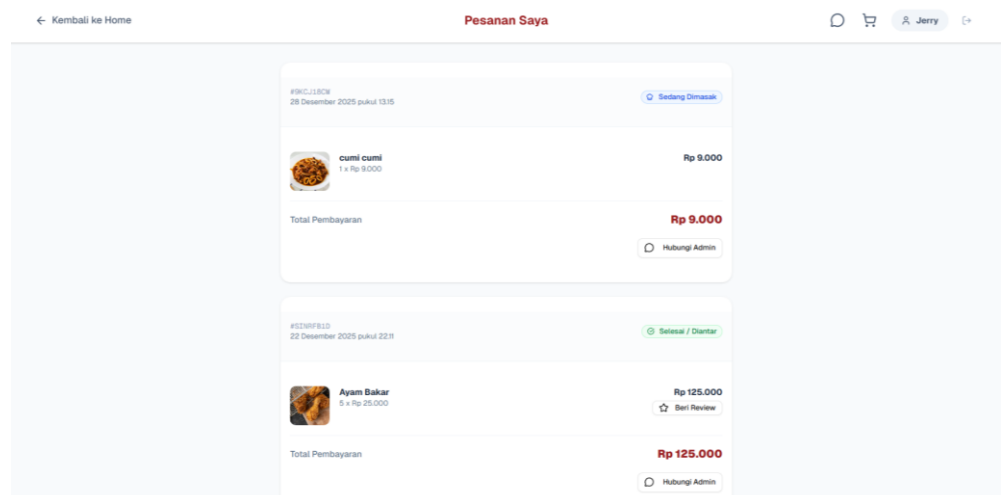 Kembali ke Home
Pesanan Saya
Jerry
#9KCJ18CW
28 Desember 2025 pukul 13.15
Sedang Dimasak
cumi cumi
Rp 9.000
1 x Rp 9.000
Total Pembayaran
Rp 9.000
Hubungi Admin
22 Desember 2025 pukul 22.11
Selesai / Diantar
Ayam Bakar
Rp 125.000
5 x Rp 25.000
Beri Review
Total Pembayaran
Rp 125.000
Hubungi Admin